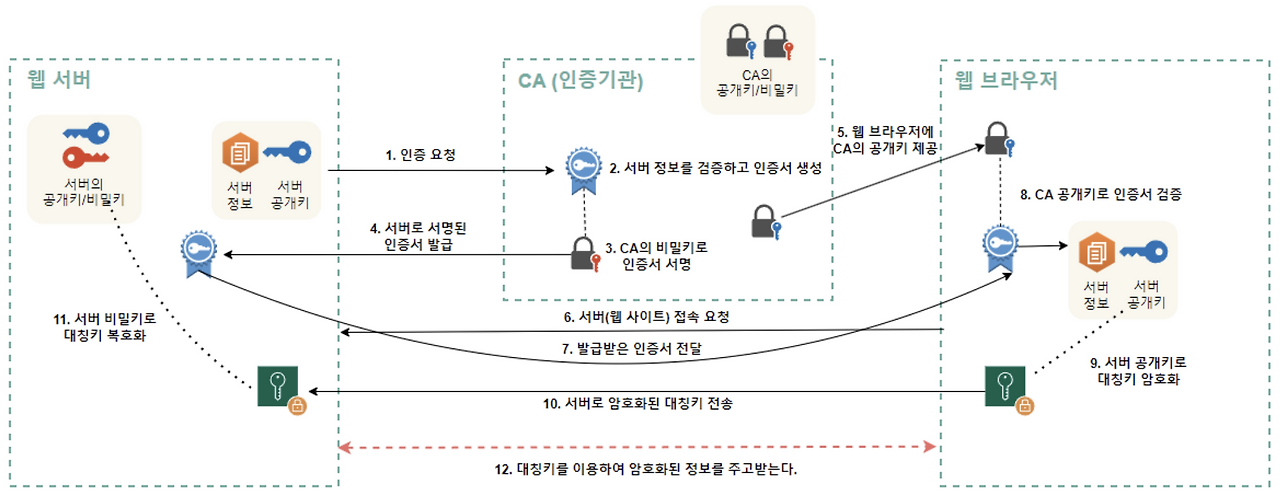 웹 서버
서버의
공개키/비밀키
서버
정보
서버
공개키
1. 인증 요청
CA (인증기관)
CA의
공개키/비밀키
2. 서버 정보를 검증하고 인증서 생성
3. CA의 비밀키로
인증서 서명
4. 서버로 서명된
인증서 발급
5. 웹 브라우저에
CA의 공개키 제공
웹 브라우저
8. CA 공개키로 인증서 검증
서버
정보
서버
공개키
6. 서버(웹 사이트) 접속 요청
7. 발급받은 인증서 전달
9. 서버 공개키로
대칭키 암호화
10. 서버로 암호화된 대칭키 전송
11. 서버 비밀키로
대칭키 복호화
12. 대칭키를 이용하여 암호화된 정보를 주고받는다.